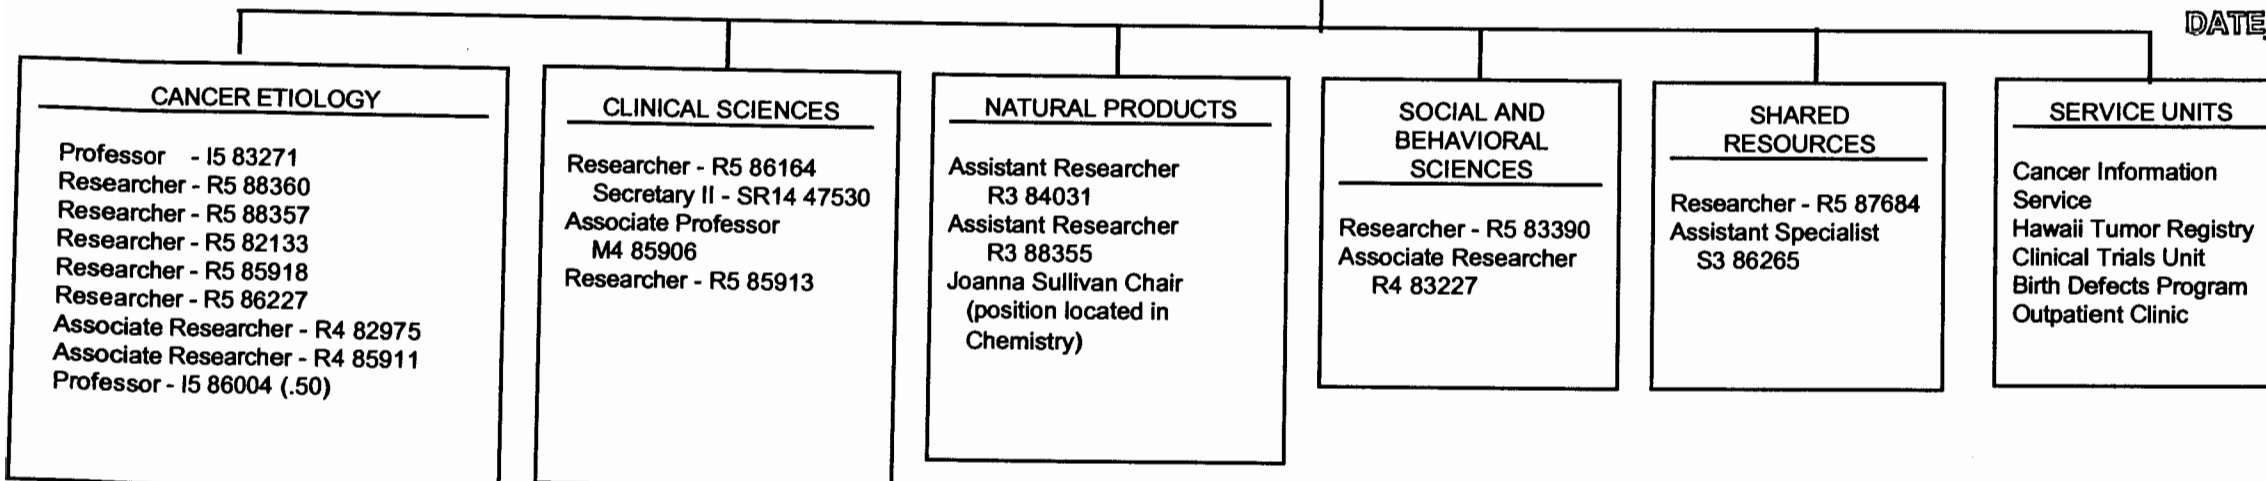 DATE
CANCER ETIOLOGY
Professor - I5 83271
Researcher - R5 88360
Researcher - R5 88357
Researcher - R5 82133
Researcher - R5 85918
Researcher - R5 86227
Associate Researcher - R4 82975
Associate Researcher - R4 85911
Professor - I5 86004 (.50)
CLINICAL SCIENCES
Researcher - R5 86164
Secretary II - SR14 47530
Associate Professor
M4 85906
Researcher - R5 85913
NATURAL PRODUCTS
Assistant Researcher
R3 84031
Assistant Researcher
R3 88355
Joanna Sullivan Chair
(position located in
Chemistry)
SOCIAL AND
BEHAVIORAL
SCIENCES
Researcher - R5 83390
Associate Researcher
R4 83227
SHARED
RESOURCES
Researcher - R5 87684
Assistant Specialist
S3 86265
SERVICE UNITS
Cancer Information
Service
Hawaii Tumor Registry
Clinical Trials Unit
Birth Defects Program
Outpatient Clinic